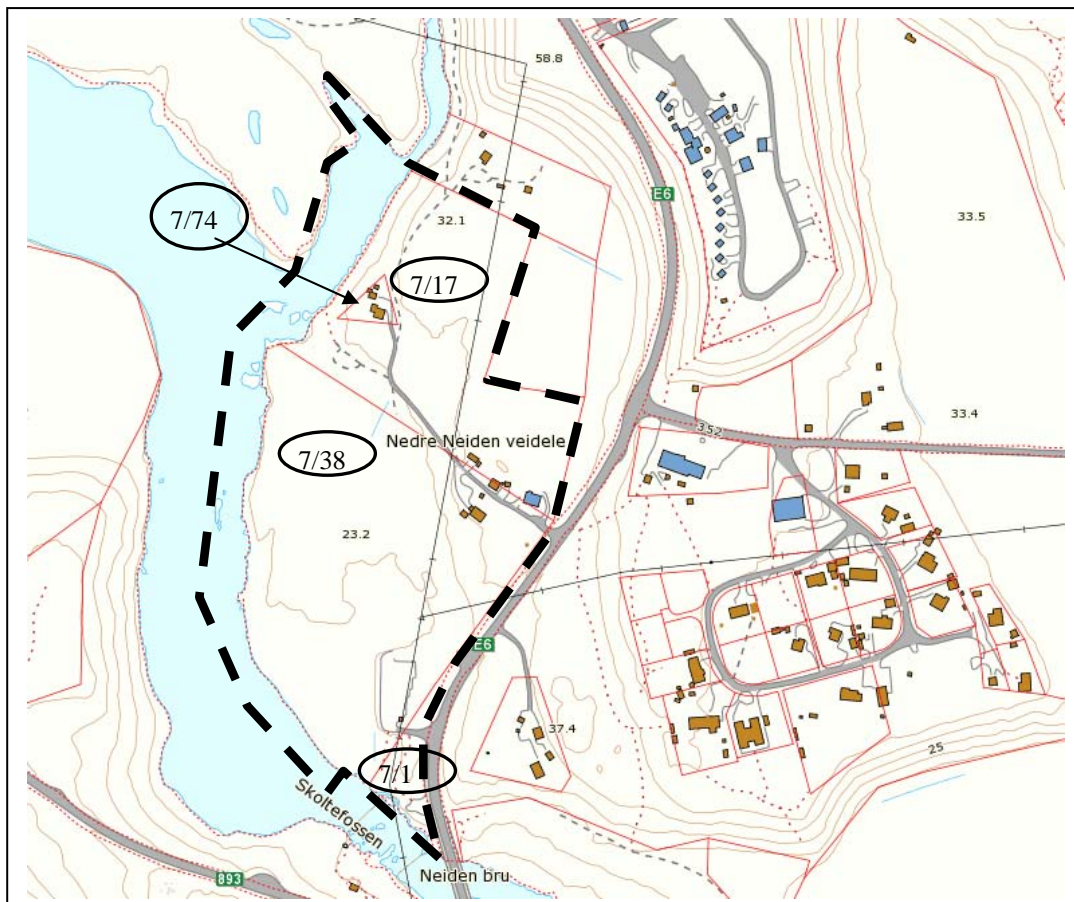 58.8
E6
7/74
32.1
33.5
7/17
352
33.4
Nedre Neiden veidele
7/38
23.2
E6
37.4
25
7/1
Skoltefossen
Neiden bru
893